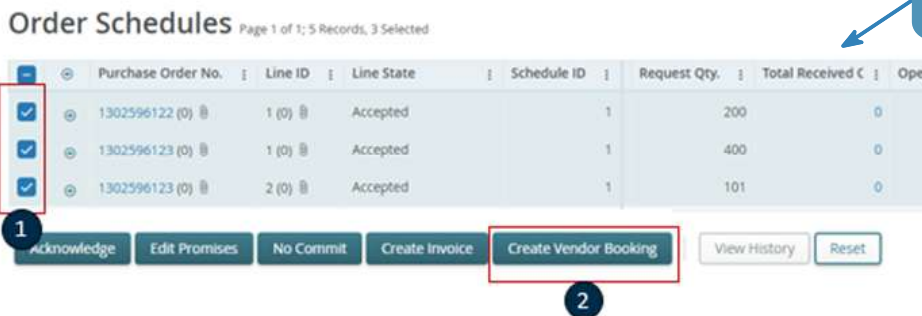 Order Schedules Page 1 of 1; 5 Records, 3 Selected
Purchase Order No. Line ID Line State Schedule ID Request Qty. Total Received Ope
1302596122 (0) 1 (0) Accepted 1 200 0
1302596123 (0) 1 (0) Accepted 1 400 0
1302596123 (0) 2 (0) Accepted 1 101 0
1
Acknowledge Edit Promises No Commit Create Invoice Create Vendor Booking View History Reset
2